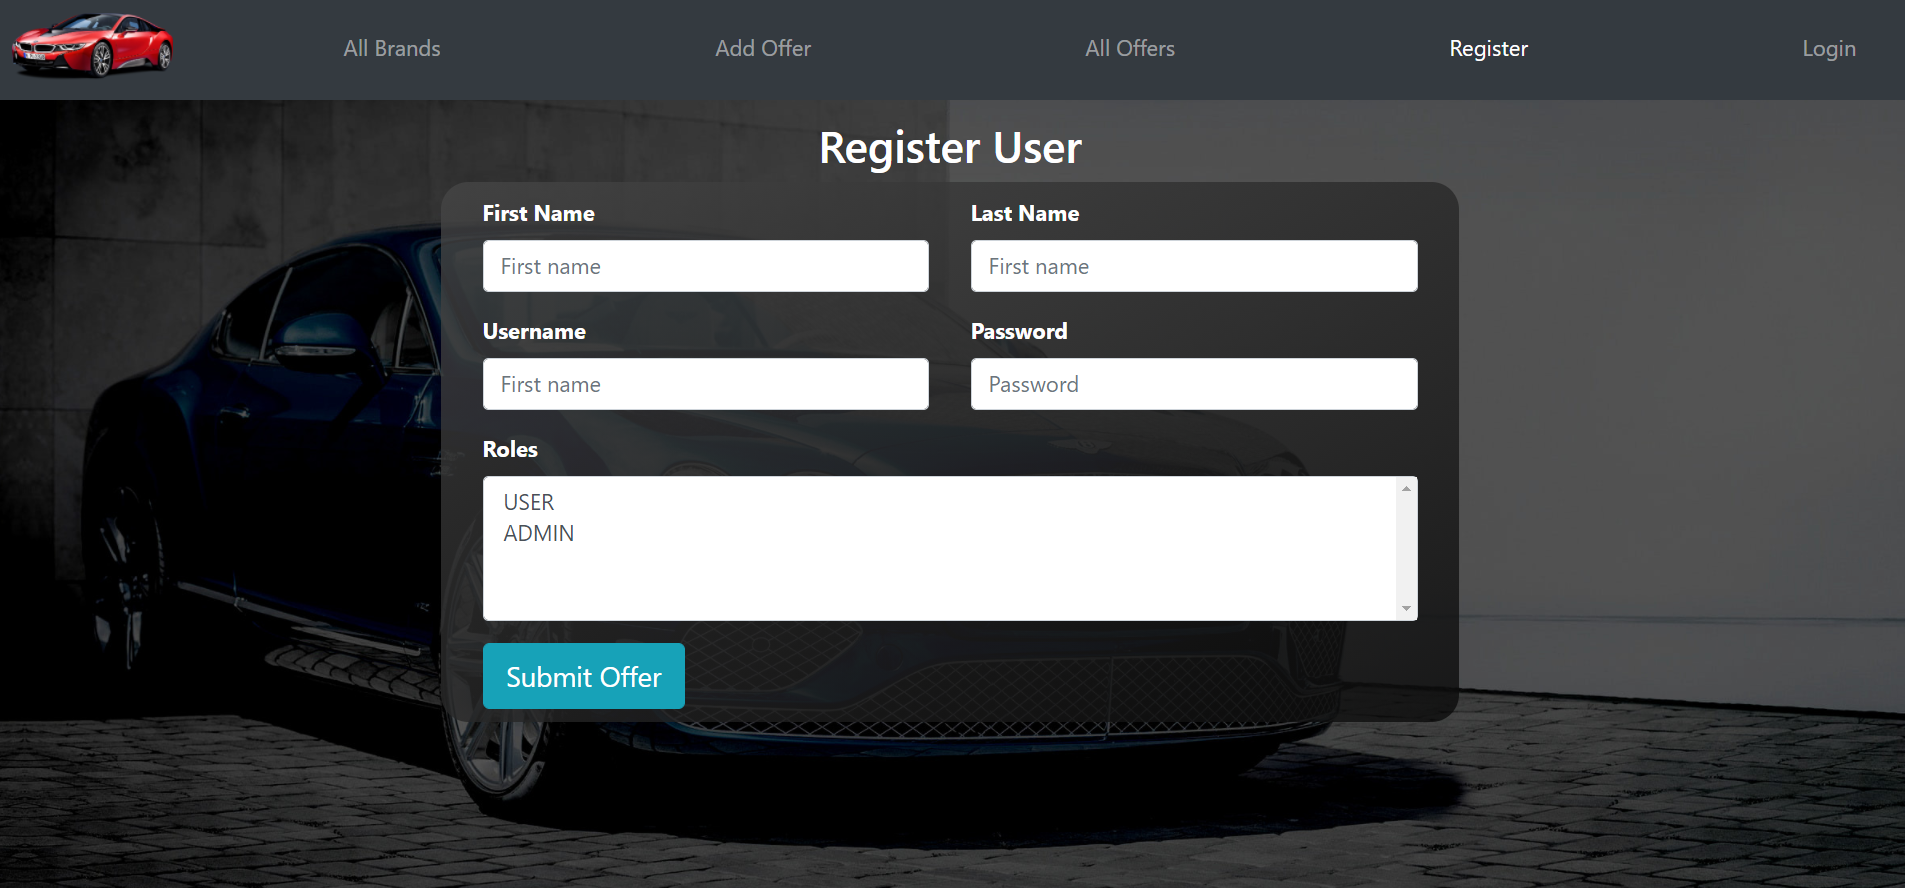 All Brands Add Offer All Offers Register Login
Register User
First Name Last Name
First name First name
Username Password
First name Password
Roles
USER
ADMIN
Submit Offer